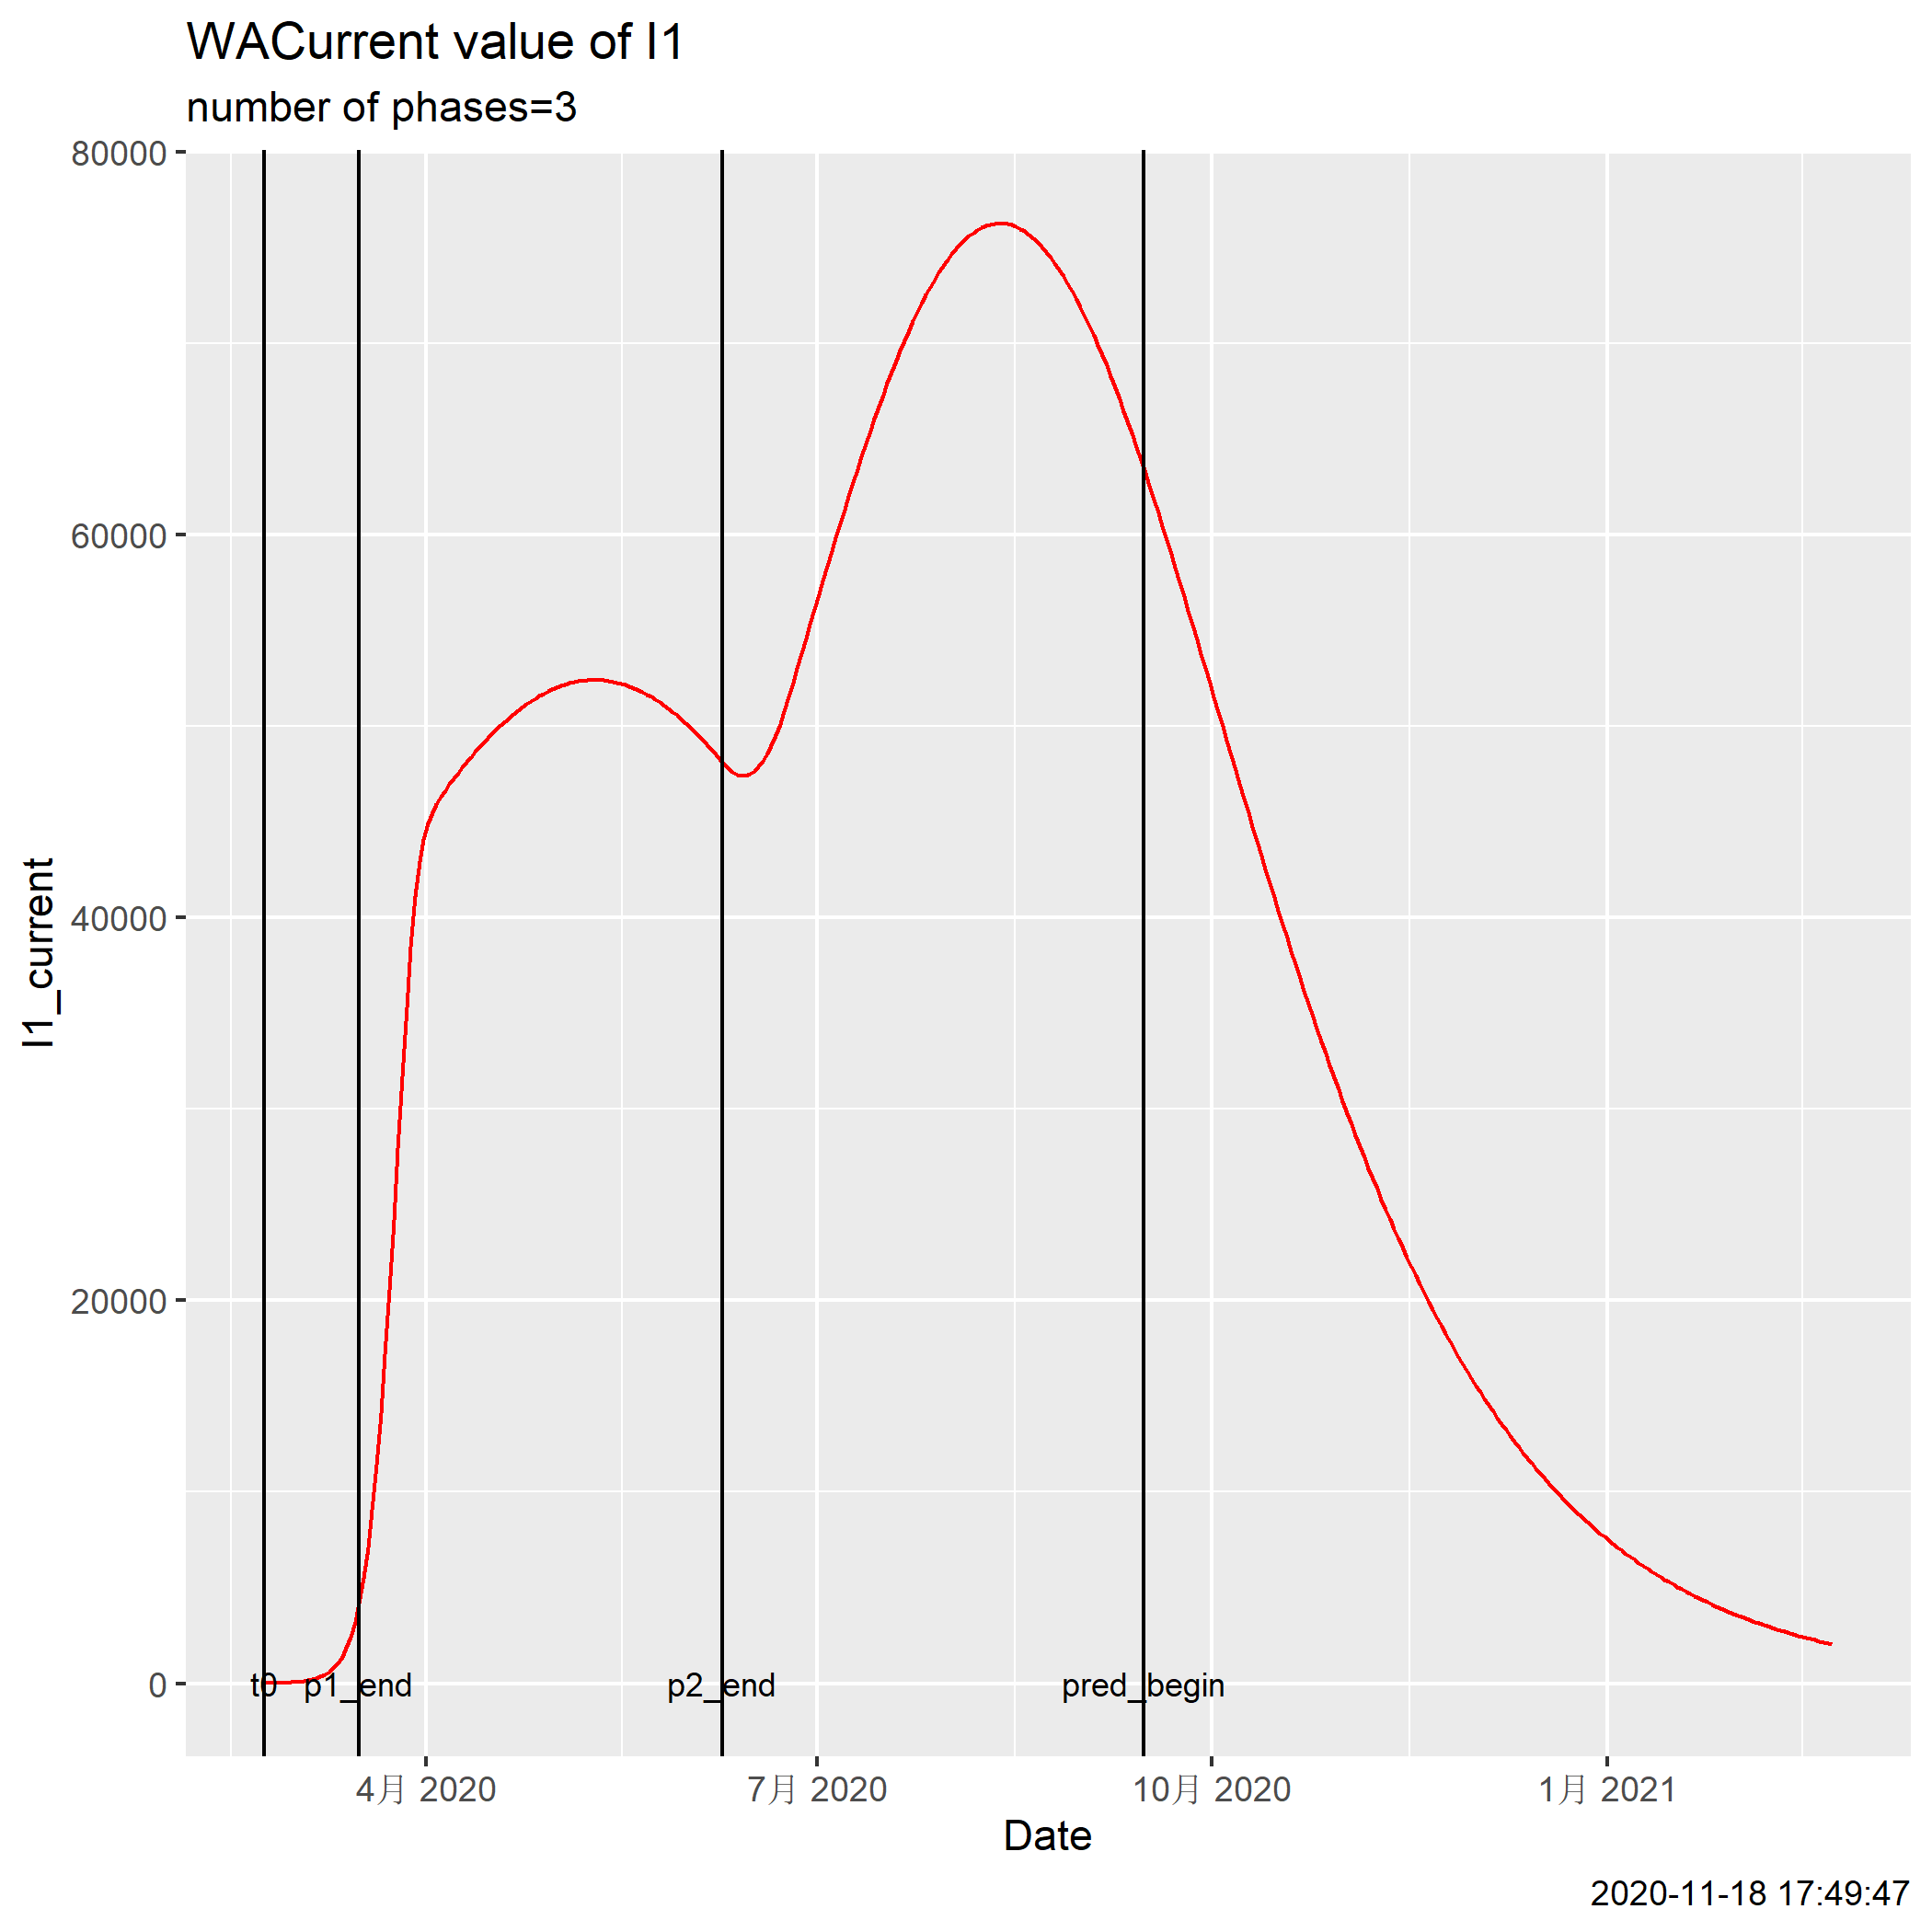 WACurrent value of I1
number of phases=3
80000
60000
40000
20000
0
I1_current
t0 p1_end p2_end pred_begin
4月 2020 7月 2020 10月 2020 1月 2021
Date
2020-11-18 17:49:47